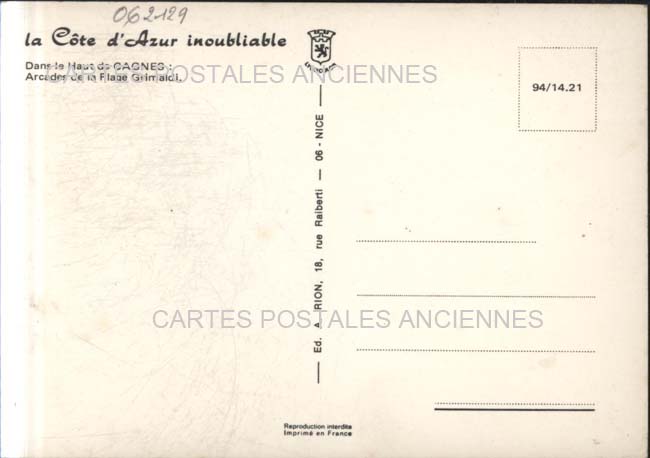 062129
la Côte d'Azur inoubliable
Dans le Haut de CAGNES :
Arcades de la Plage Grimaldi.
CARTES POSTALES ANCIENNES
94/14.21
Ed. A. RION, 18, rue Raiberti — 06 - NICE
CARTES POSTALES ANCIENNES
Reproduction interdite
Imprimé en France